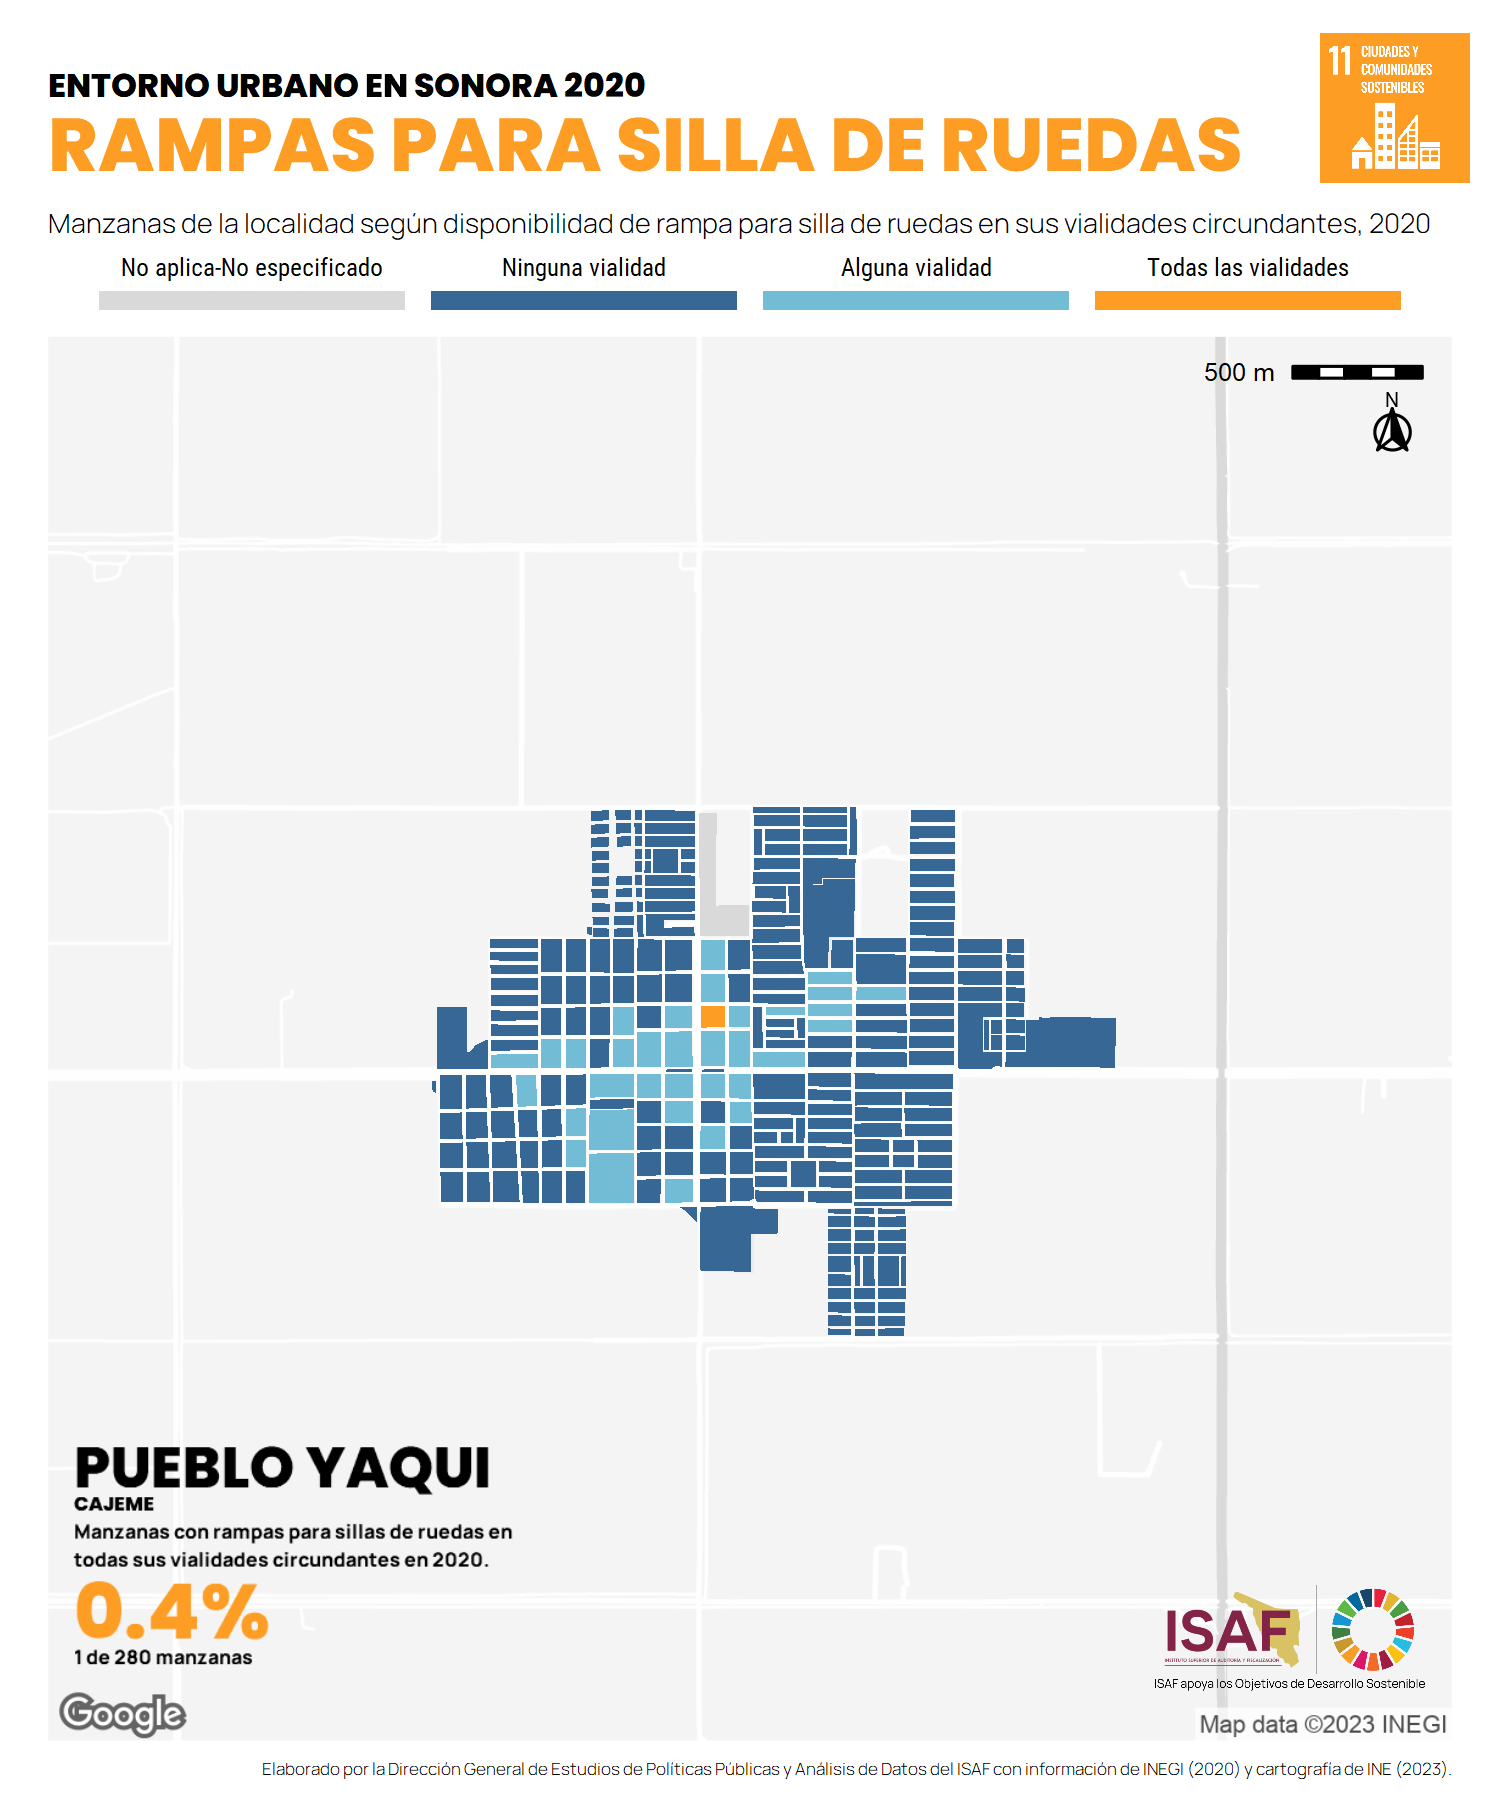 ENTORNO URBANO EN SONORA 2020
RAMPAS PARA SILLA DE RUEDAS
11 CIUDADES Y
COMUNIDADES
SOSTENIBLES
Manzanas de la localidad según disponibilidad de rampa para silla de ruedas en sus vialidades circundantes, 2020
No aplica-No especificado Ninguna vialidad Alguna vialidad Todas las vialidades
500 m
N
PUEBLO YAQUI
CAJEME
Manzanas con rampas para sillas de ruedas en
todas sus vialidades circundantes en 2020.
0.4%
1 de 280 manzanas
ISAF
INSTITUTO SUPERIOR DE AUDITORÍA Y FISCALIZACIÓN
ISAF apoya los Objetivos de Desarrollo Sostenible
Google
Map data ©2023 INEGI
Elaborado por la Dirección General de Estudios de Políticas Públicas y Análisis de Datos del ISAF con información de INEGI (2020) y cartografía de INE (2023).